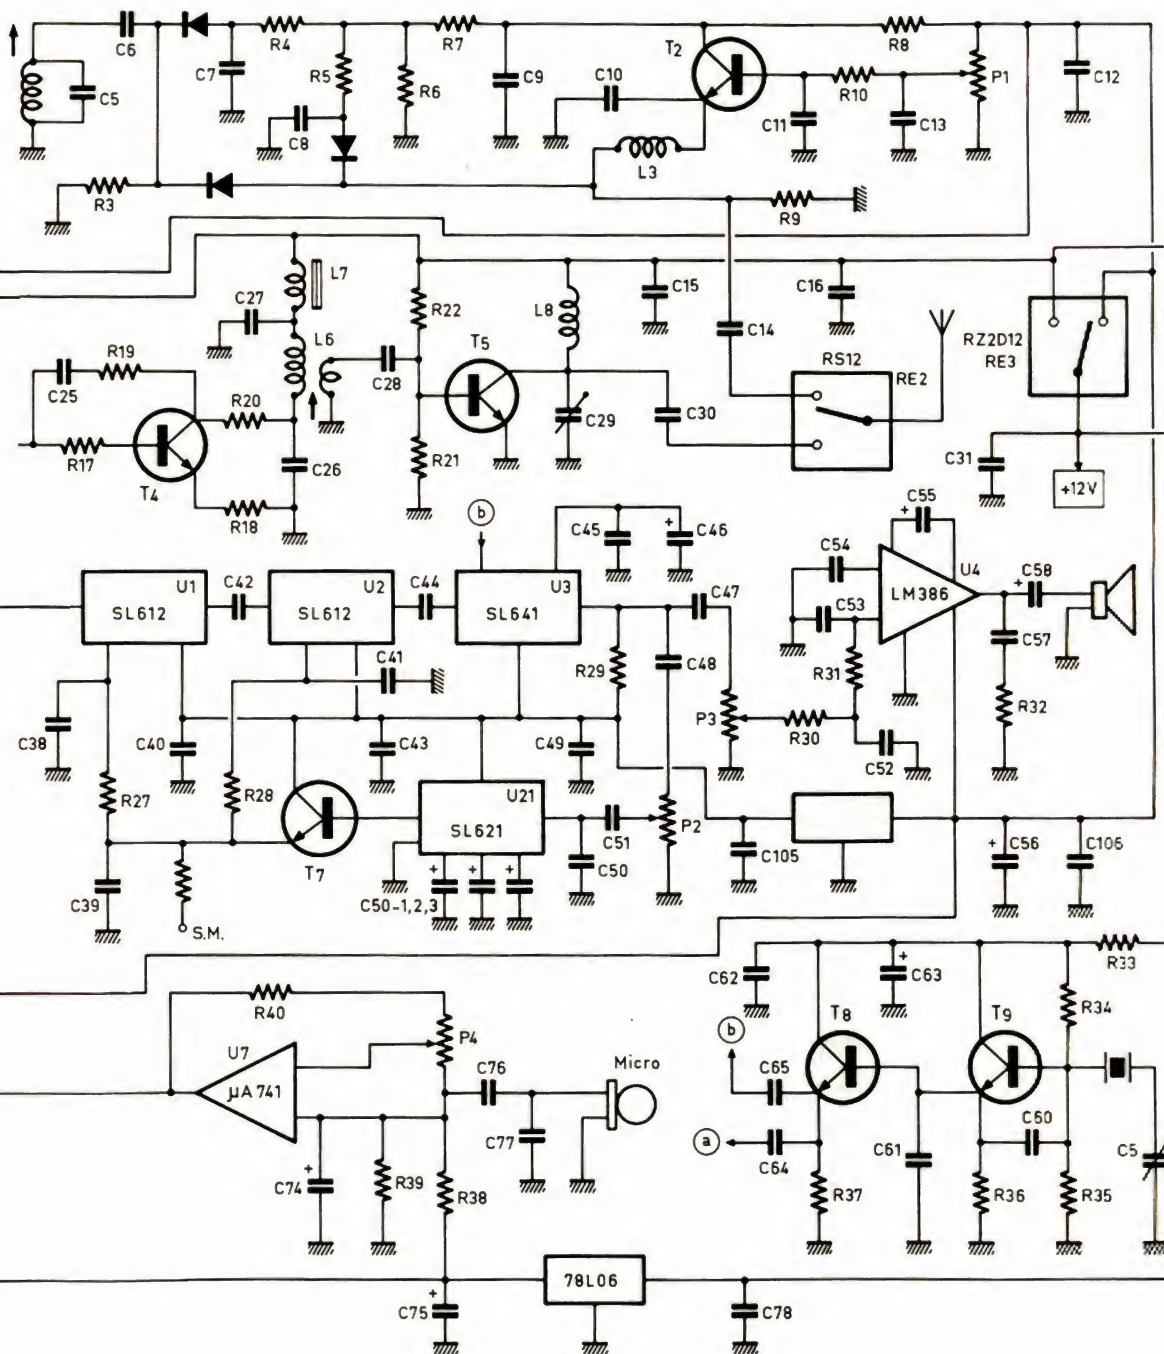 C6
R4
R7
T2
R8
C5
C7
R5
C9
C10
P1
C12
C8
R6
R10
C11
C13
L3
R3
R9
L7
C27
R22
L8
C15
C16
C14
RZ2D12
RE3
L6
T5
RS12
RE2
R19
C25
C28
R20
C29
C30
R17
C26
R21
C31
T4
R18
+12V
b
C45
+
C46
+
C55
C54
U1
C42
U2
C44
U3
C47
U4
SL612
SL612
SL641
LM386
+
C58
C53
C57
C41
R29
C48
R31
R32
C38
C40
C43
C49
P3
R30
C52
R27
R28
U21
SL621
C51
P2
T7
C105
+
C56
C106
C39
+
+
+
C50
C50-1,2,3
S.M.
C62
+
C63
R33
R40
P4
T8
T9
R34
U7
b
µA741
C76
Micro
C65
C60
C77
a
C64
C61
C5
+
C74
R39
R38
R37
R36
R35
78L06
+
C75
C78